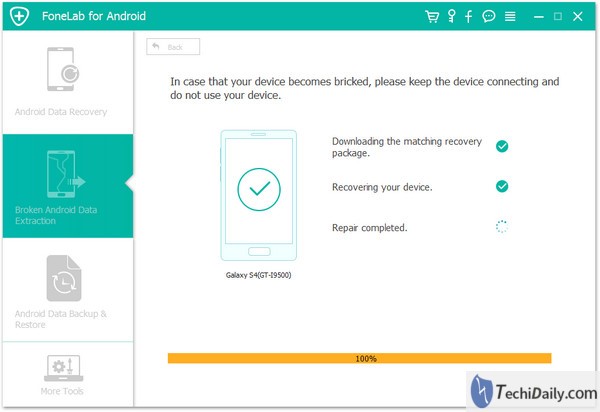 FoneLab for Android
Back
Android Data Recovery
Broken Android Data
Extraction
Android Data Backup &
Restore
More Tools
In case that your device becomes bricked, please keep the device connecting and
do not use your device.
Downloading the matching recovery
package.
Recovering your device.
Repair completed.
Galaxy S4(GT-I9500)
100%
TechiDaily.com